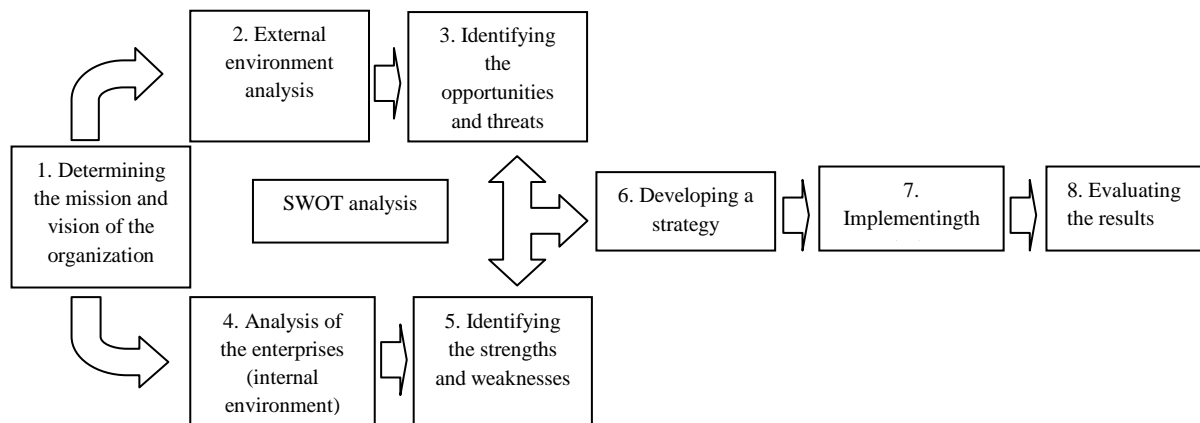 2. External
environment
analysis
3. Identifying
the
opportunities
and threats
1. Determining
the mission and
vision of the
organization
SWOT analysis
6. Developing a
strategy
7.
Implementingth
8. Evaluating
the results
4. Analysis of
the enterprises
(internal
environment)
5. Identifying
the strengths
and weaknesses